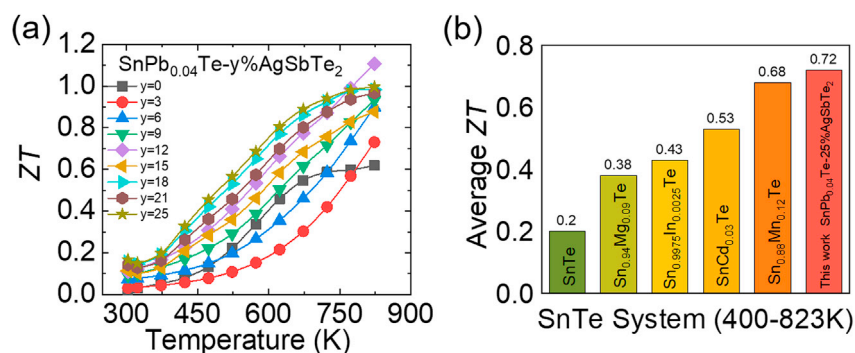 (a)
1.2
1.0
0.8
0.6
0.4
0.2
0.0
ZT
SnPb0.04Te-y%AgSbTe2
y=0
y=3
y=6
y=9
y=12
y=15
y=18
y=21
y=25
300 450 600 750 900
Temperature (K)
(b)
0.8
0.6
0.4
0.2
0.0
Average ZT
0.2
0.38
0.43
0.53
0.68
0.72
SnTe
Sn0.94Mg0.09Te
Sn0.9975In0.0025Te
SnCd0.03Te
Sn0.88Mn0.12Te
This work SnPb0.04Te-25%AgSbTe2
SnTe System (400-823K)